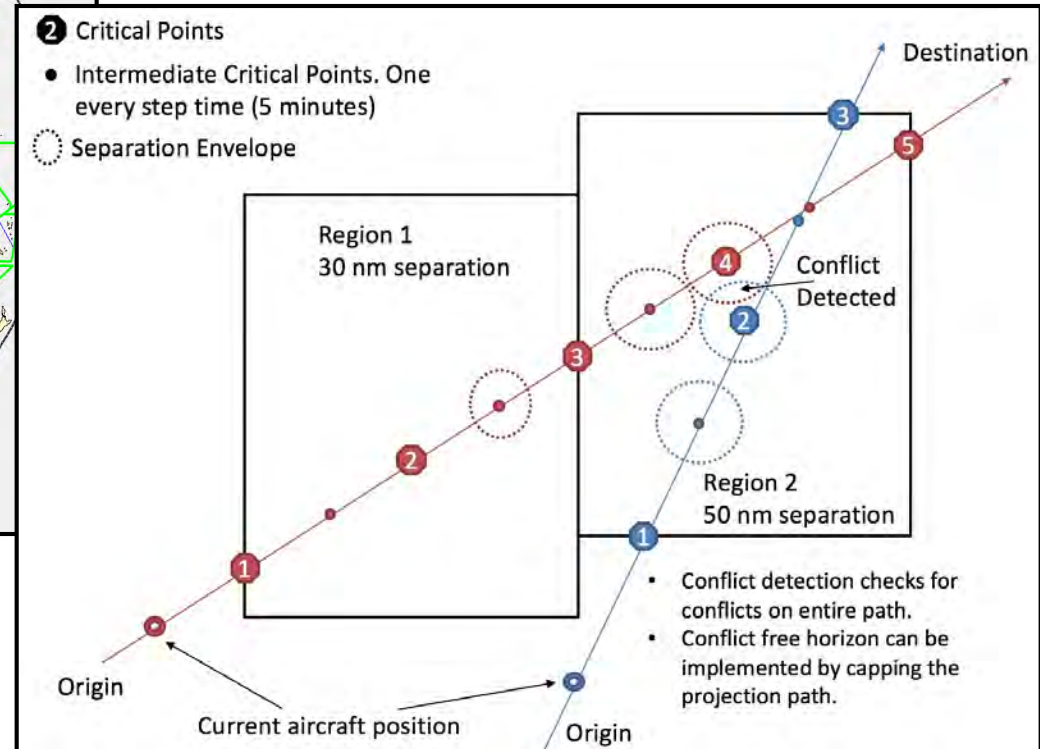 2 Critical Points
• Intermediate Critical Points. One
every step time (5 minutes)
Separation Envelope
Destination
3
5
Region 1
30 nm separation
4
Conflict
Detected
2
3
2
Region 2
50 nm separation
1
1
• Conflict detection checks for
conflicts on entire path.
• Conflict free horizon can be
implemented by capping the
projection path.
Origin
Current aircraft position
Origin